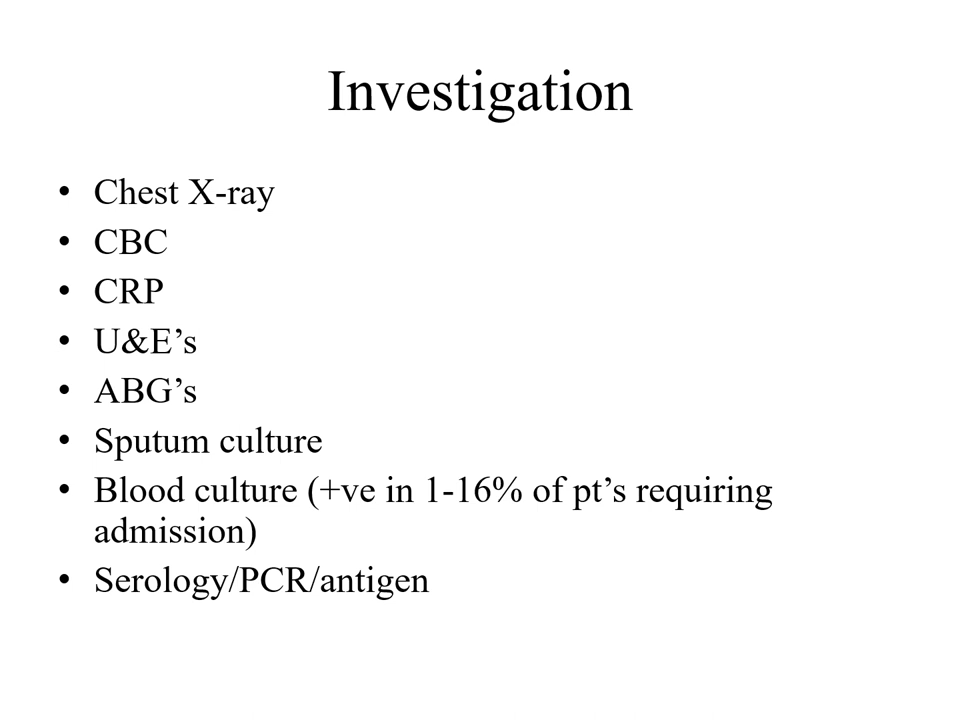 Investigation
• Chest X-ray
• CBC
• CRP
• U&E’s
• ABG’s
• Sputum culture
• Blood culture (+ve in 1-16% of pt’s requiring
admission)
• Serology/PCR/antigen